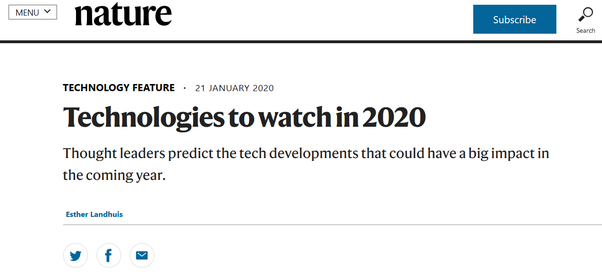 MENU
nature
Subscribe
Search
TECHNOLOGY FEATURE · 21 JANUARY 2020
Technologies to watch in 2020
Thought leaders predict the tech developments that could have a big impact in
the coming year.
Esther Landhuis